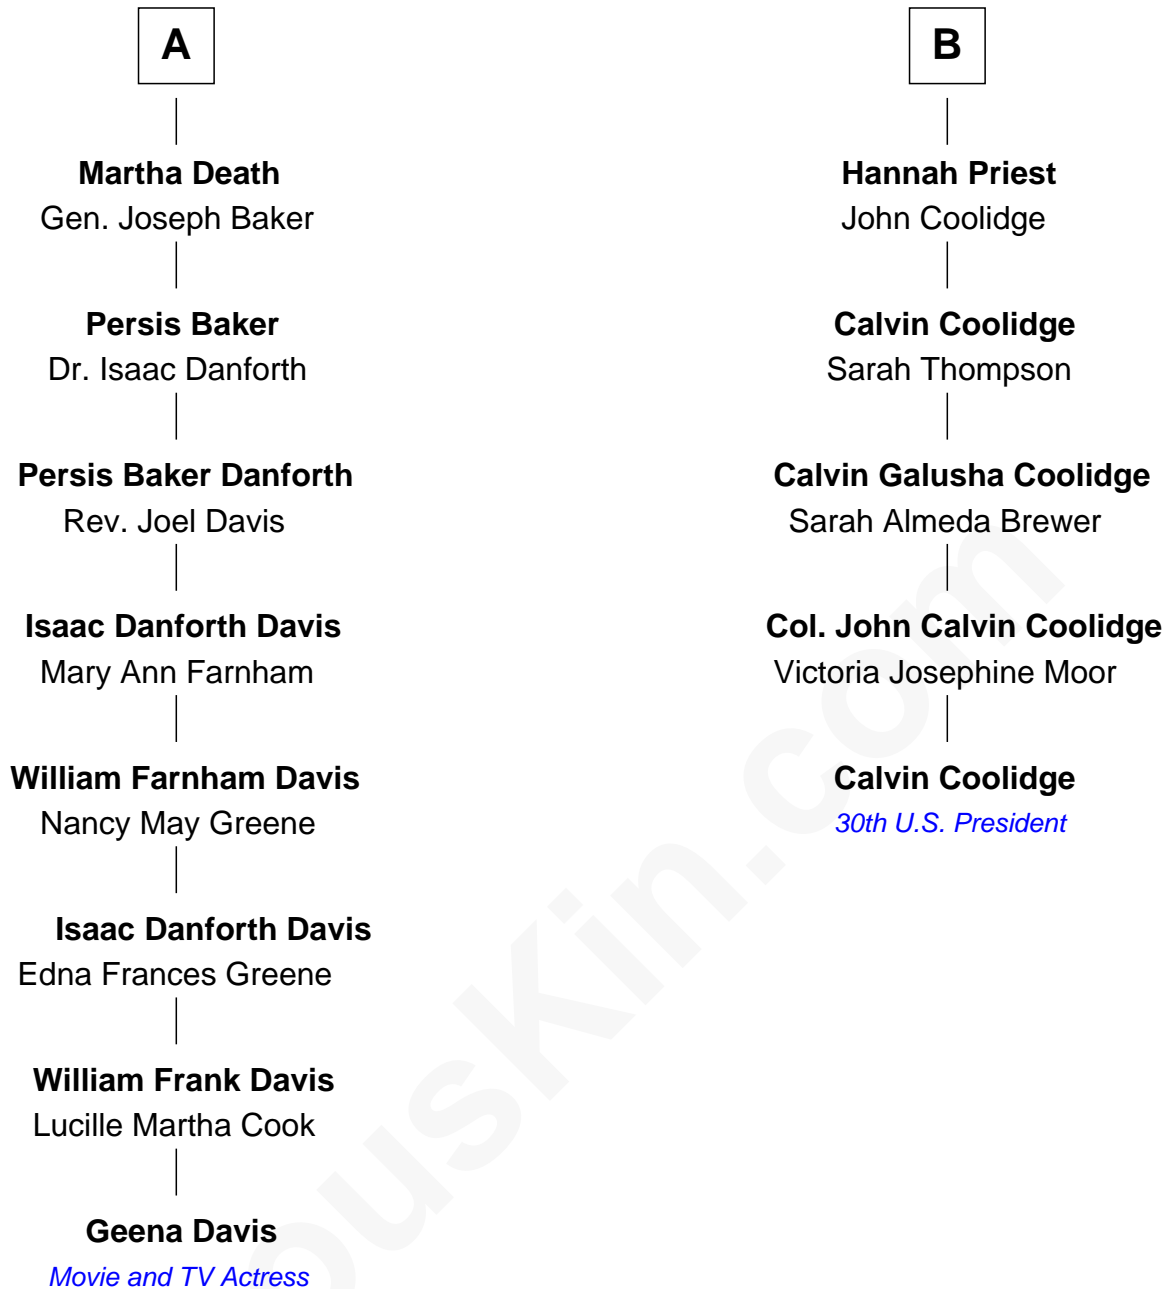 A
Martha Death
Gen. Joseph Baker
Persis Baker
Dr. Isaac Danforth
Persis Baker Danforth
Rev. Joel Davis
Isaac Danforth Davis
Mary Ann Farnham
William Farnham Davis
Nancy May Greene
Isaac Danforth Davis
Edna Frances Greene
William Frank Davis
Lucille Martha Cook
Geena Davis
Movie and TV Actress
B
Hannah Priest
John Coolidge
Calvin Coolidge
Sarah Thompson
Calvin Galusha Coolidge
Sarah Almeda Brewer
Col. John Calvin Coolidge
Victoria Josephine Moor
Calvin Coolidge
30th U.S. President
ousKin.com